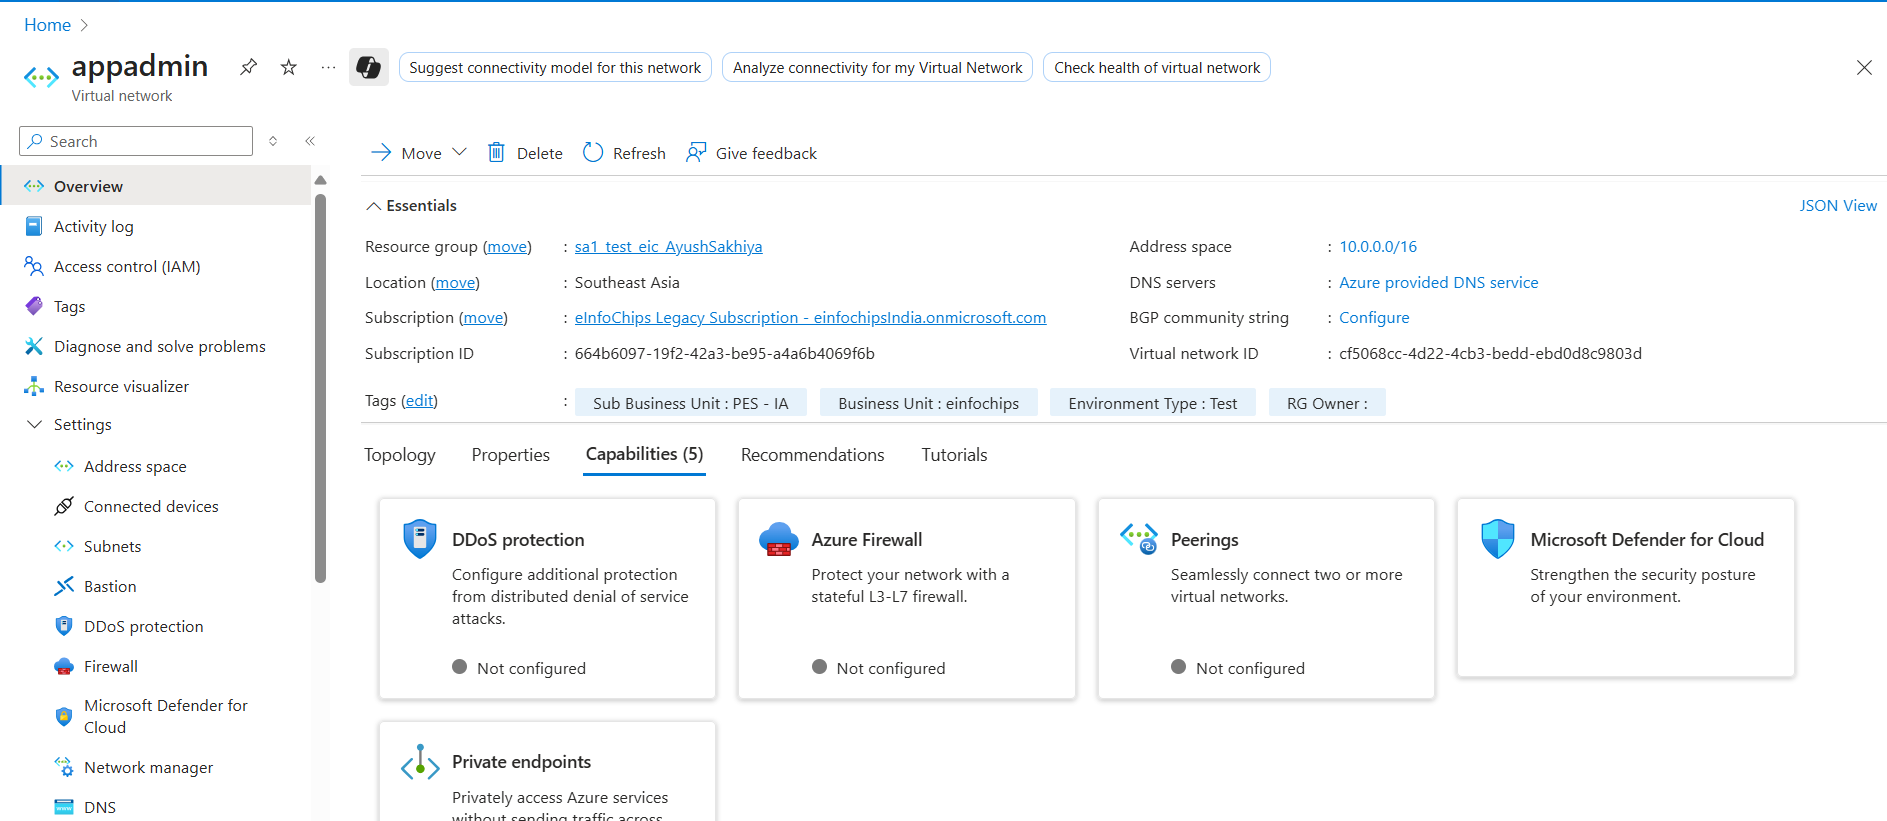 Home
appadmin
Virtual network
Suggest connectivity model for this network
Analyze connectivity for my Virtual Network
Check health of virtual network
Search
Overview
Activity log
Access control (IAM)
Tags
Diagnose and solve problems
Resource visualizer
Settings
Address space
Connected devices
Subnets
Bastion
DDoS protection
Firewall
Microsoft Defender for
Cloud
Network manager
DNS
Move
Delete
Refresh
Give feedback
Essentials
JSON View
Resource group (move) : sa1_test_eic_AyushSakhiya
Location (move) : Southeast Asia
Subscription (move) : eInfoChips Legacy Subscription - einfochipsIndia.onmicrosoft.com
Subscription ID : 664b6097-19f2-42a3-be95-a4a6b4069f6b
Address space : 10.0.0.0/16
DNS servers : Azure provided DNS service
BGP community string : Configure
Virtual network ID : cf5068cc-4d22-4cb3-bedd-ebd0d8c9803d
Tags (edit) : Sub Business Unit : PES - IA Business Unit : einfochips Environment Type : Test RG Owner :
Topology Properties Capabilities (5) Recommendations Tutorials
DDoS protection
Configure additional protection
from distributed denial of service
attacks.
Not configured
Azure Firewall
Protect your network with a
stateful L3-L7 firewall.
Not configured
Peerings
Seamlessly connect two or more
virtual networks.
Not configured
Microsoft Defender for Cloud
Strengthen the security posture
of your environment.
Private endpoints
Privately access Azure services
without sending traffic across